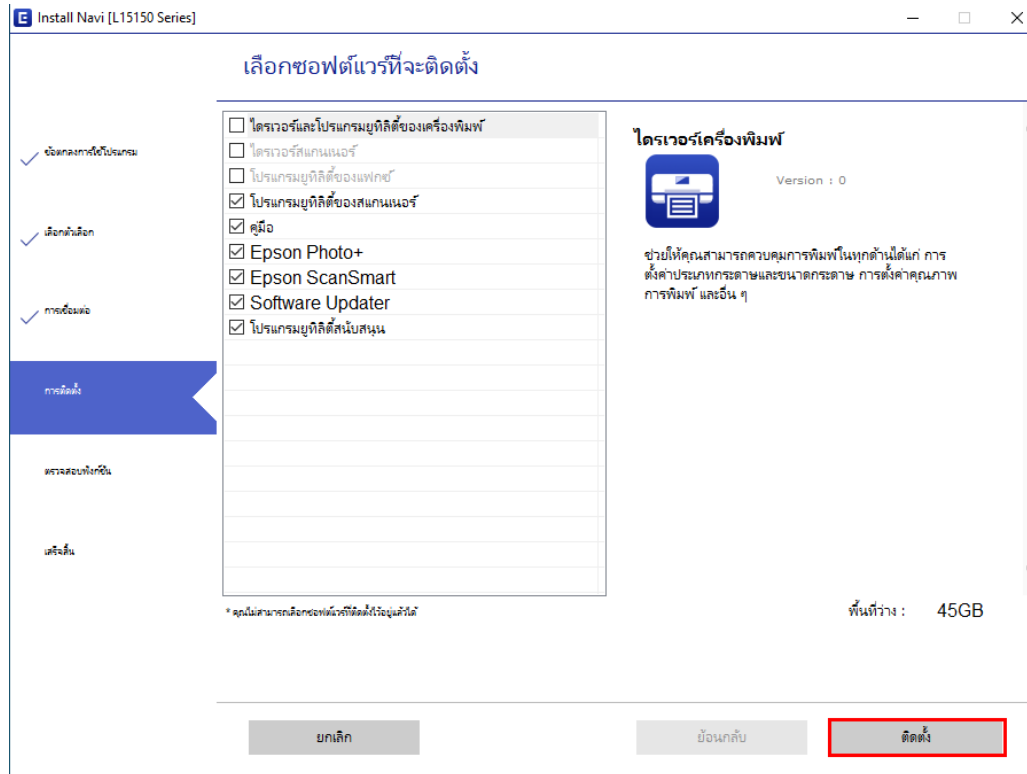 Install Navi [L15150 Series]
เลือกซอฟต์แวร์ที่จะติดตั้ง
ข้อตกลงการใช้โปรแกรม
เลือกตัวเลือก
การเชื่อมต่อ
การติดตั้ง
ตรวจสอบฟังก์ชัน
เสร็จสิ้น
ไดรเวอร์และโปรแกรมยูทิลิตี้ของเครื่องพิมพ์
ไดรเวอร์สแกนเนอร์
โปรแกรมยูทิลิตี้ของแฟกซ์
โปรแกรมยูทิลิตี้ของสแกนเนอร์
คู่มือ
Epson Photo+
Epson ScanSmart
Software Updater
โปรแกรมยูทิลิตี้สนับสนุน
* คุณไม่สามารถเลือกซอฟต์แวร์ที่ติดตั้งไว้อยู่แล้วได้
ไดรเวอร์เครื่องพิมพ์
Version : 0
ช่วยให้คุณสามารถควบคุมการพิมพ์ในทุกด้านได้แก่ การ
ตั้งค่าประเภทกระดาษและขนาดกระดาษ การตั้งค่าคุณภาพ
การพิมพ์ และอื่น ๆ
พื้นที่ว่าง : 45GB
ยกเลิก
ย้อนกลับ
ติดตั้ง